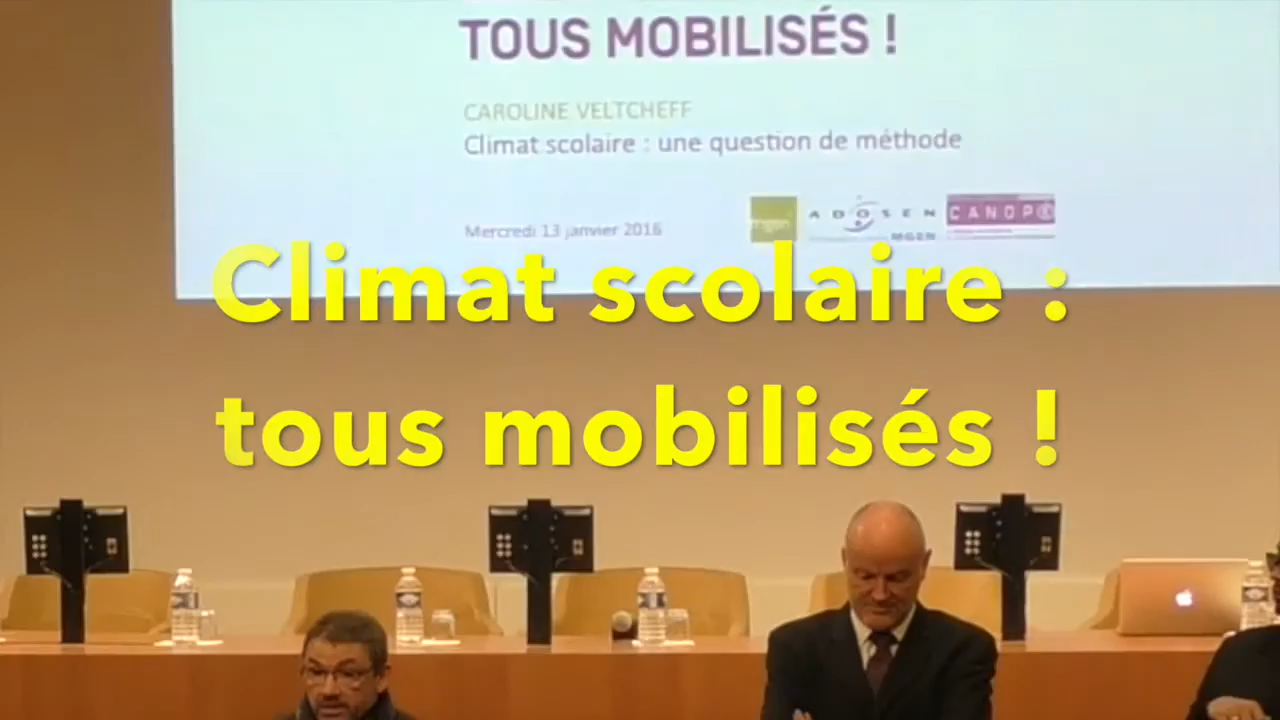 TOUS MOBILISÉS !
CAROLINE VELTCHEFF
Climat scolaire : une question de méthode
Mercredi 13 janvier 2016
ADOSEN
MGEN
CANOPÉ
Climat scolaire :
tous mobilisés !